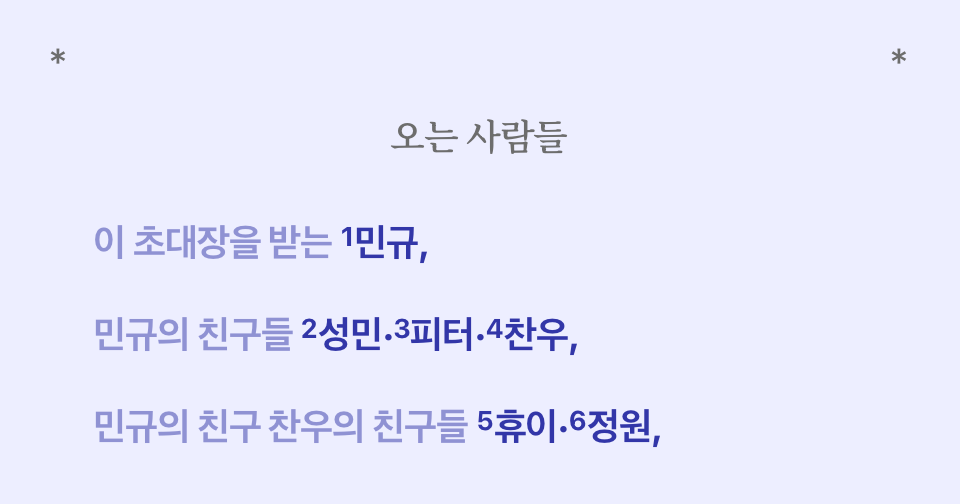 * *
오는 사람들
이 초대장을 받는 ¹민규,
민규의 친구들 ²성민·³피터·⁴찬우,
민규의 친구 찬우의 친구들 ⁵휴이·⁶정원,